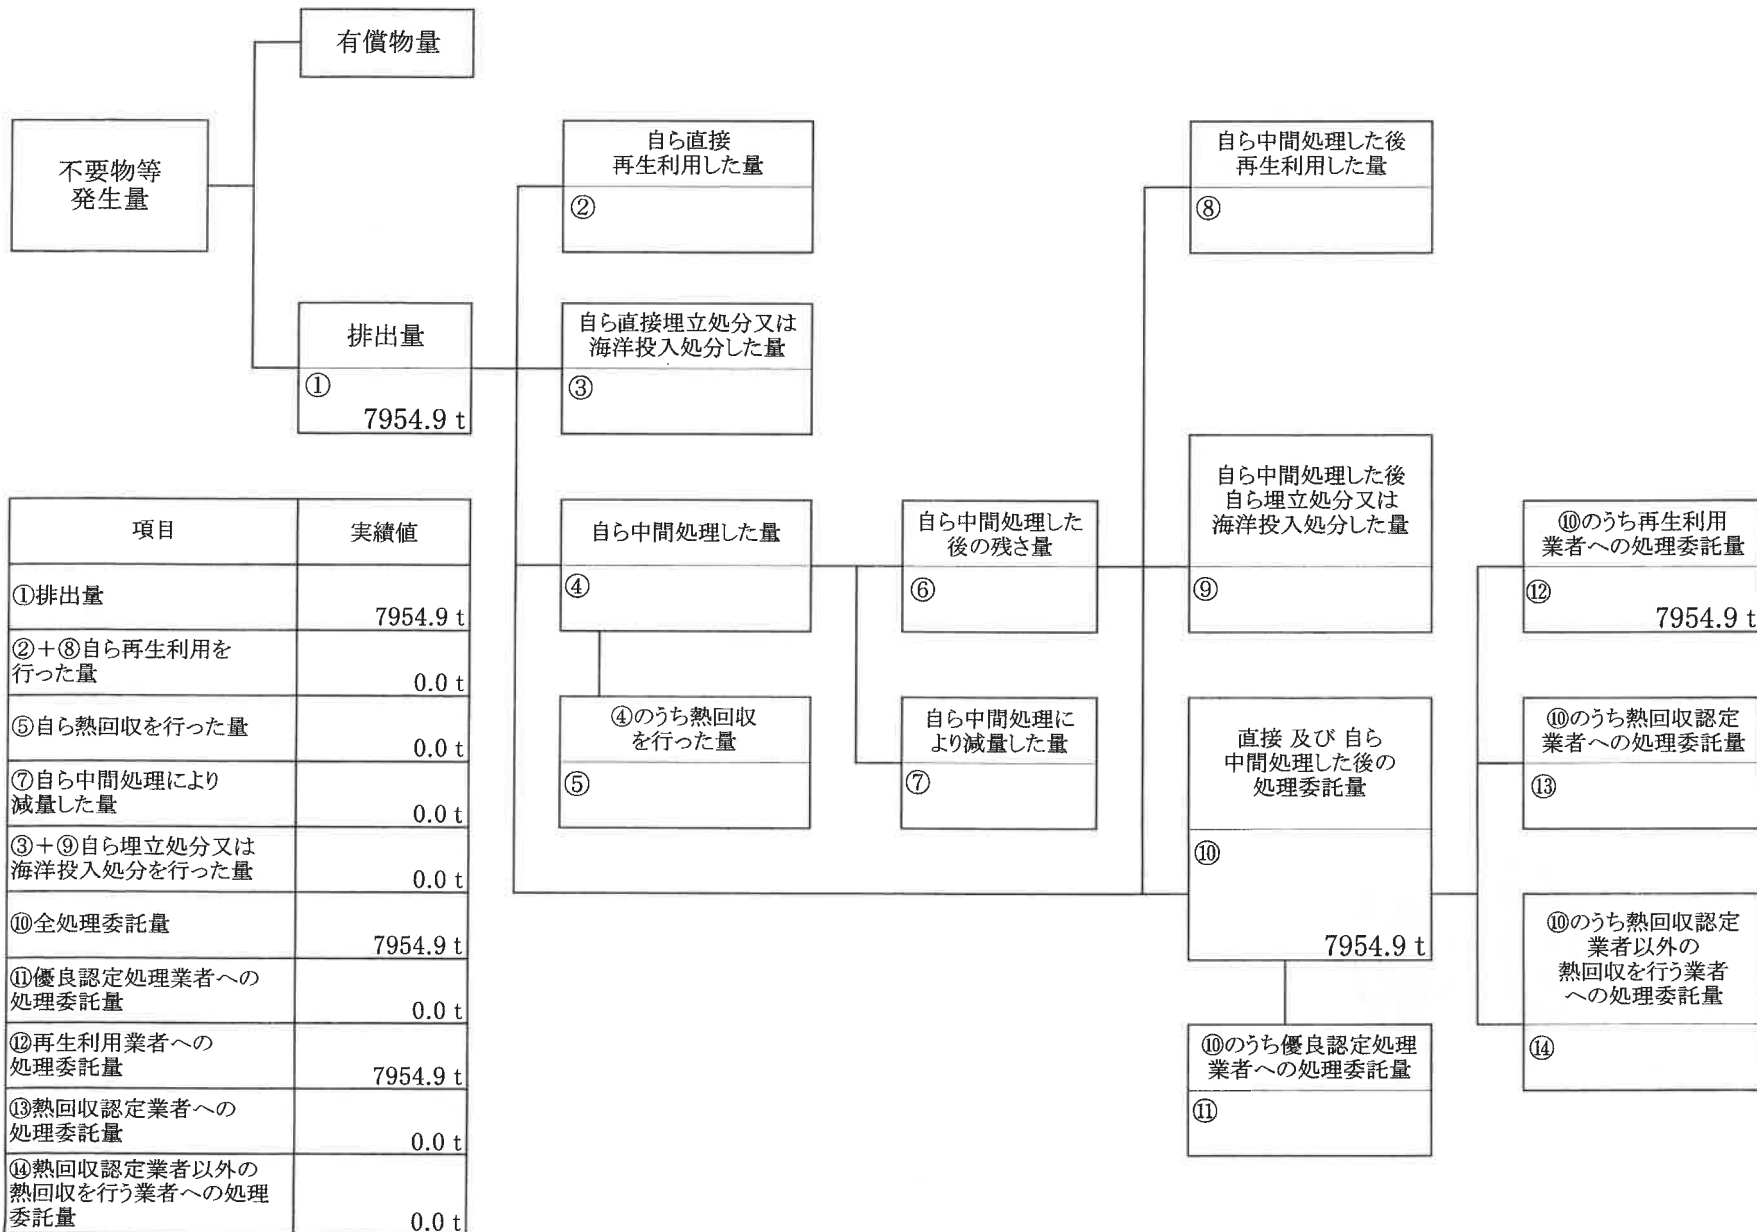 有償物量
不要物等
発生量
自ら直接
再生利用した量
②
自ら中間処理した後
再生利用した量
⑧
排出量
①
7954.9 t
自ら直接埋立処分又は
海洋投入処分した量
③
自ら中間処理した量
④
自ら中間処理した
後の残さ量
⑥
自ら中間処理した後
自ら埋立処分又は
海洋投入処分した量
⑨
⑩のうち再生利用
業者への処理委託量
⑫
7954.9 t
④のうち熱回収
を行った量
⑤
自ら中間処理に
より減量した量
⑦
直接 及び 自ら
中間処理した後の
処理委託量
⑩
7954.9 t
⑩のうち熱回収認定
業者への処理委託量
⑬
⑩のうち熱回収認定
業者以外の
熱回収を行う業者
への処理委託量
⑭
⑩のうち優良認定処理
業者への処理委託量
⑪
項目 実績値
①排出量
7954.9 t
②+⑧自ら再生利用を
行った量
0.0 t
⑤自ら熱回収を行った量
0.0 t
⑦自ら中間処理により
減量した量
0.0 t
③+⑨自ら埋立処分又は
海洋投入処分を行った量
0.0 t
⑩全処理委託量
7954.9 t
⑪優良認定処理業者への
処理委託量
0.0 t
⑫再生利用業者への
処理委託量
7954.9 t
⑬熱回収認定業者への
処理委託量
0.0 t
⑭熱回収認定業者以外の
熱回収を行う業者への処理
委託量
0.0 t